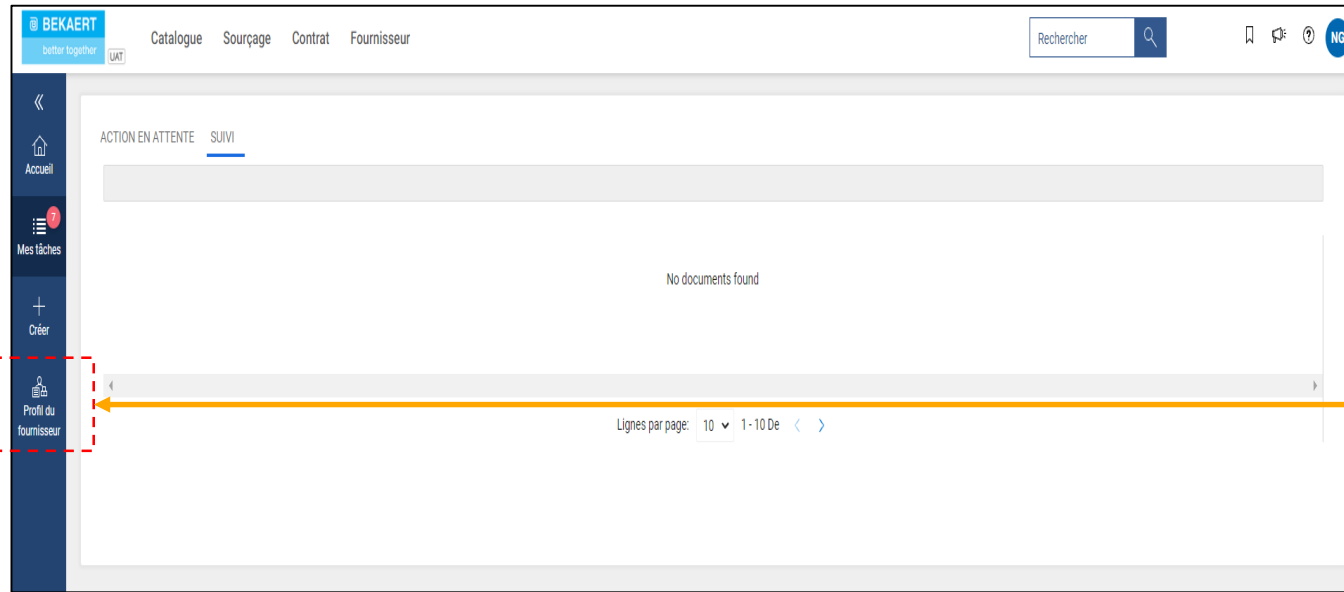 BEKAERT
better together
UAT
Catalogue Sourçage Contrat Fournisseur
Rechercher
NG
Accueil
7
Mes tâches
Créer
Profil du
fournisseur
ACTION EN ATTENTE SUIVI
No documents found
Lignes par page: 10 1 - 10 De